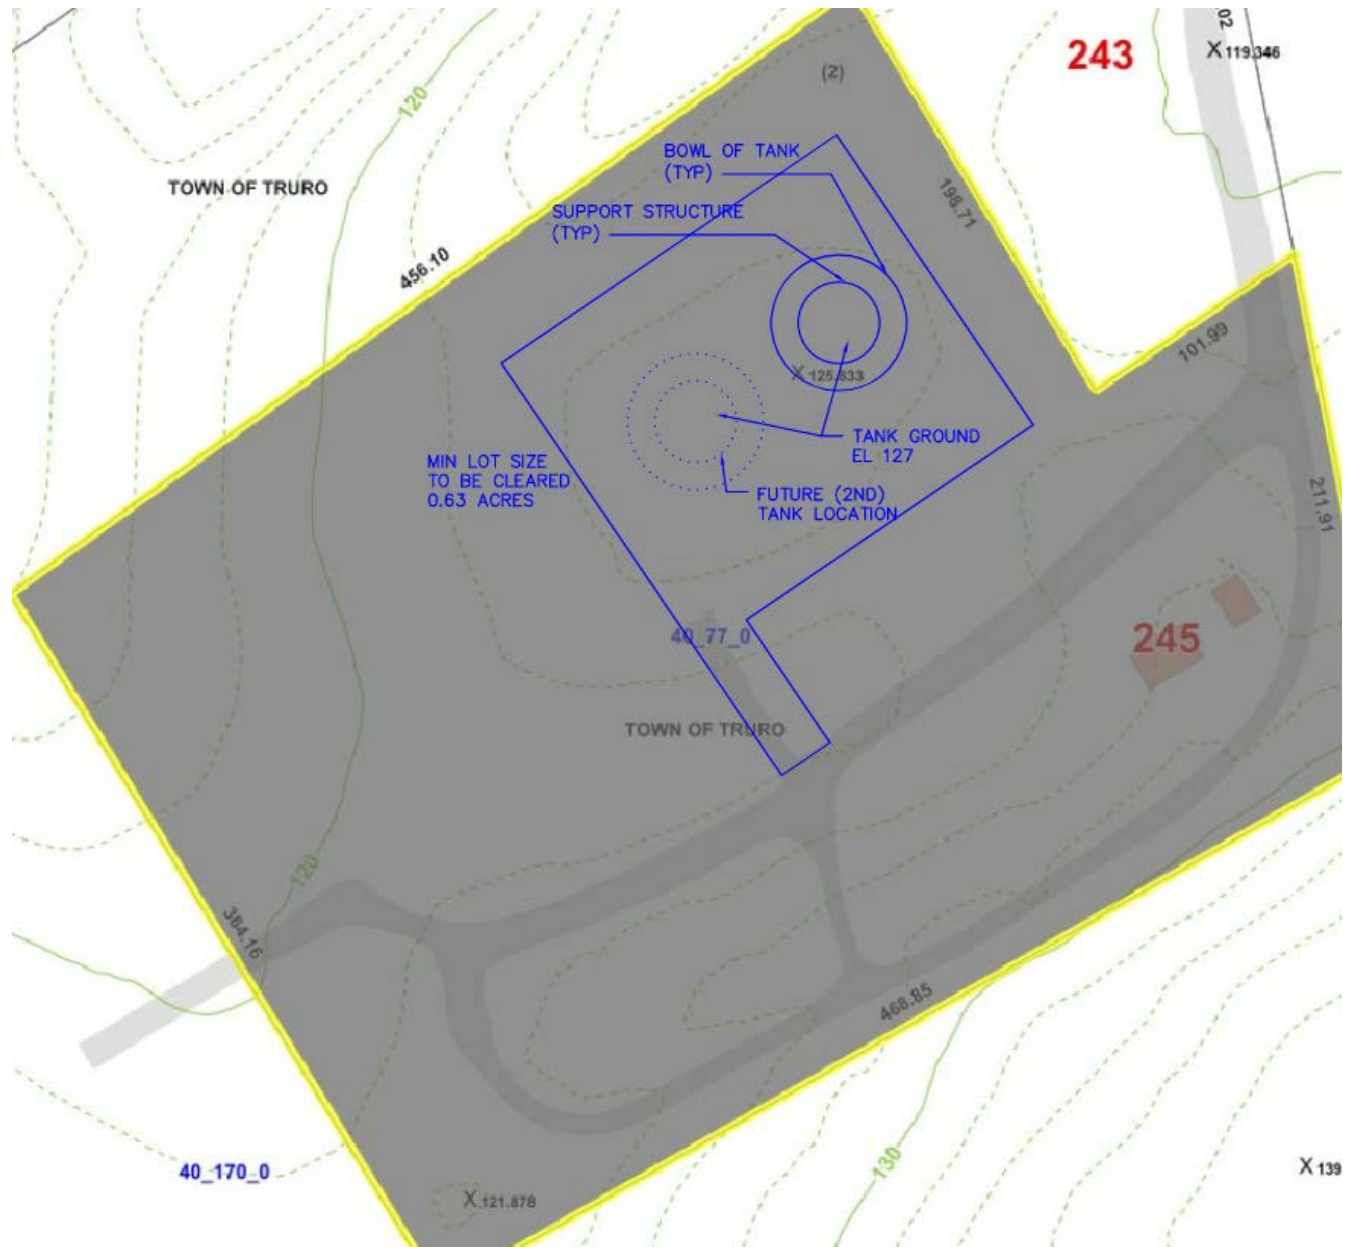 02
243
X 119.346
(2)
120
BOWL OF TANK
(TYP)
TOWN OF TRURO
198.71
SUPPORT STRUCTURE
(TYP)
456.10
101.99
X 125.833
TANK GROUND
EL 127
MIN LOT SIZE
TO BE CLEARED
0.63 ACRES
FUTURE (2ND)
TANK LOCATION
211.91
40_77_0
245
TOWN OF TRURO
120
364.16
468.85
130
40_170_0
X 139
X 121.878